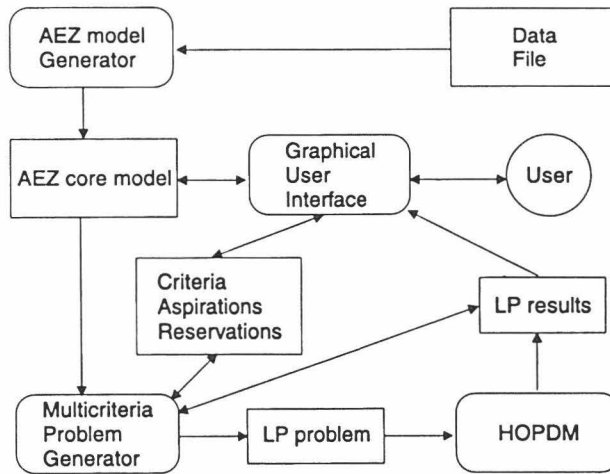 AEZ model
Generator
Data
File
AEZ core model
Graphical
User
Interface
User
Criteria
Aspirations
Reservations
LP results
Multicriteria
Problem
Generator
LP problem
HOPDM